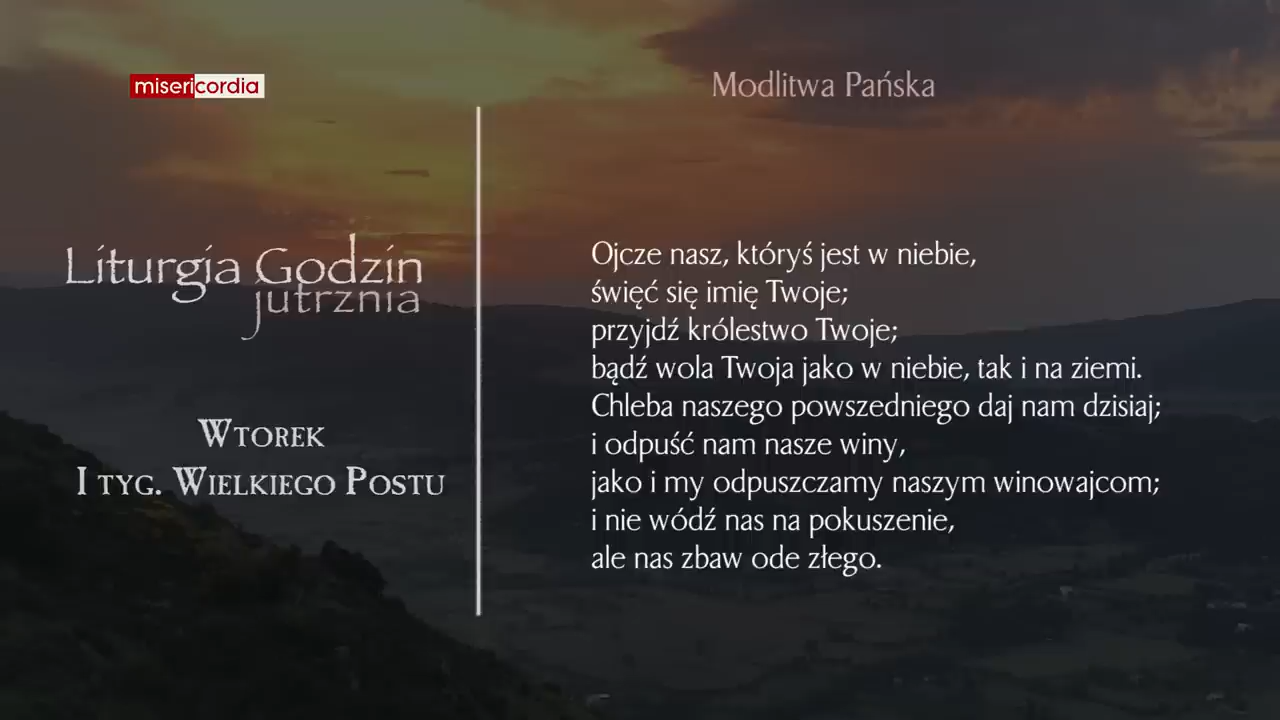 misericordia
Liturgia Godzin
jutrznia
Wtorek
I tyg. Wielkiego Postu
Modlitwa Pańska
Ojcze nasz, któryś jest w niebie,
święć się imię Twoje;
przyjdź królestwo Twoje;
bądź wola Twoja jako w niebie, tak i na ziemi.
Chleba naszego powszedniego daj nam dzisiaj;
i odpuść nam nasze winy,
jako i my odpuszczamy naszym winowajcom;
i nie wódź nas na pokuszenie,
ale nas zbaw ode złego.